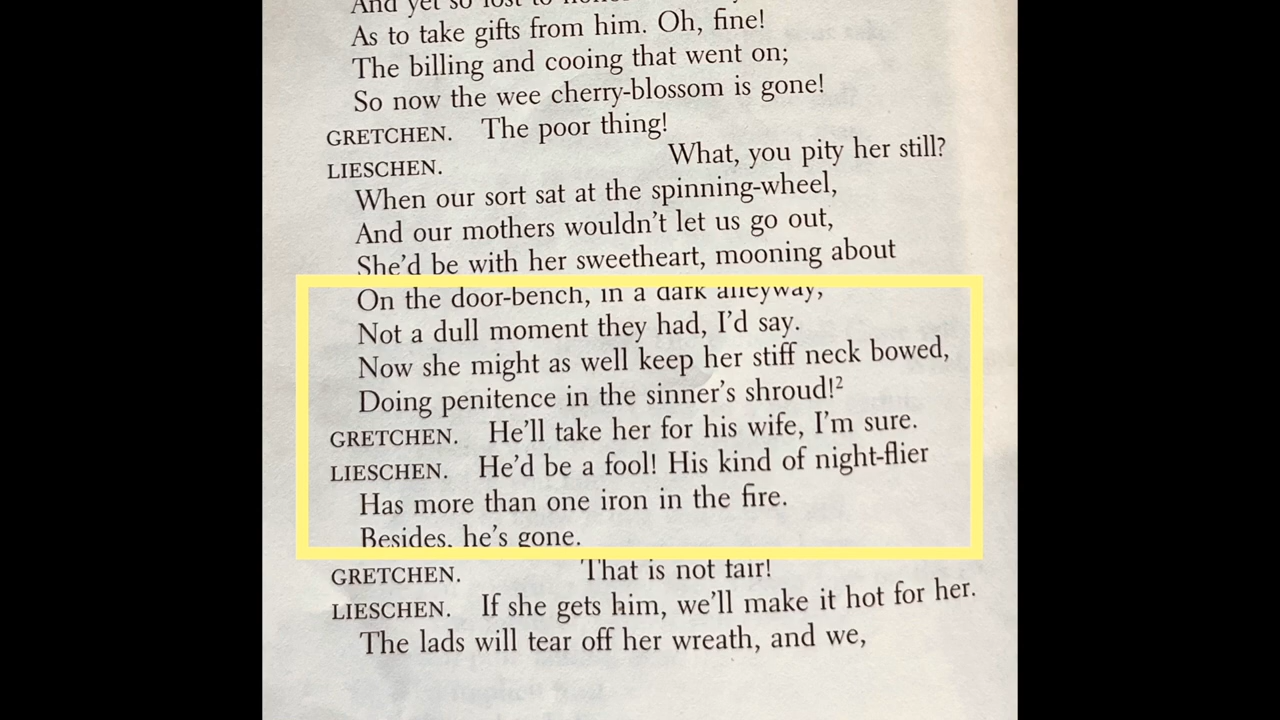 And yet so lost to
As to take gifts from him. Oh, fine!
The billing and cooing that went on;
So now the wee cherry-blossom is gone!
GRETCHEN. The poor thing!
LIESCHEN. What, you pity her still?
When our sort sat at the spinning-wheel,
And our mothers wouldn't let us go out,
She'd be with her sweetheart, mooning about
On the door-bench, in a dark alleyway,
Not a dull moment they had, I'd say.
Now she might as well keep her stiff neck bowed,
Doing penitence in the sinner's shroud!²
GRETCHEN. He'll take her for his wife, I'm sure.
LIESCHEN. He'd be a fool! His kind of night-flier
Has more than one iron in the fire.
Besides, he's gone.
GRETCHEN. That is not fair!
LIESCHEN. If she gets him, we'll make it hot for her.
The lads will tear off her wreath, and we,